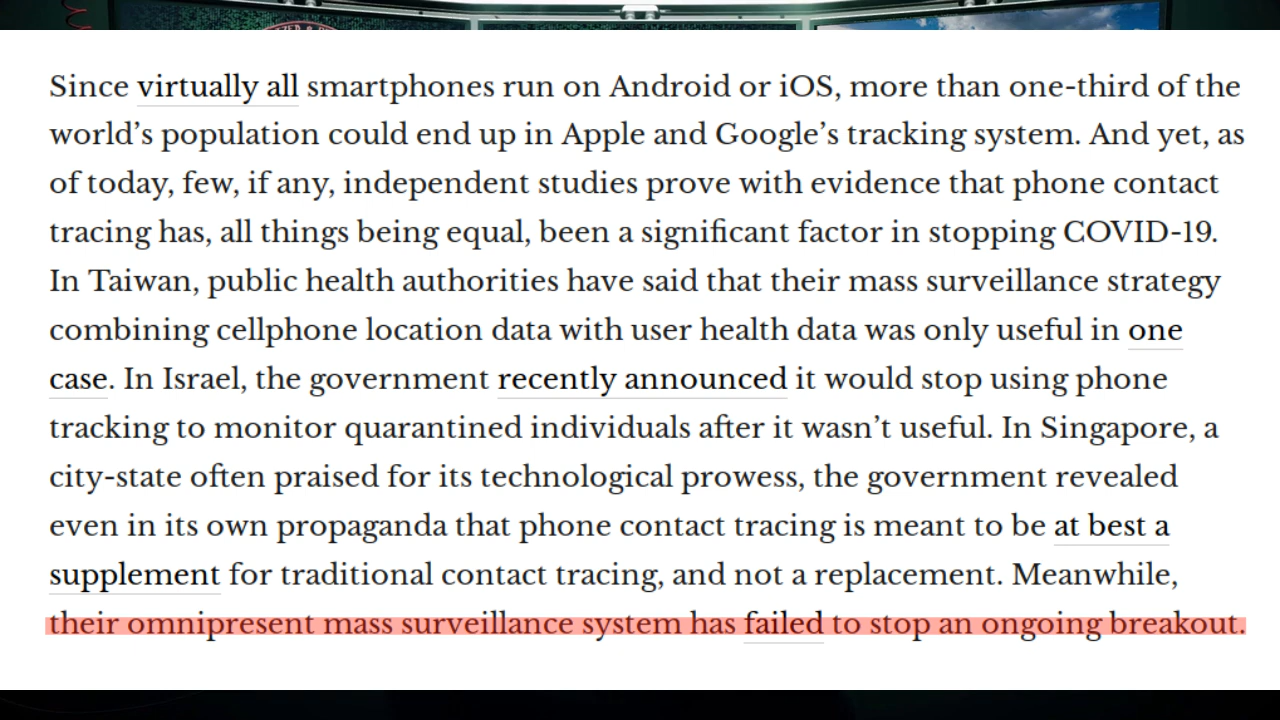 Since virtually all smartphones run on Android or iOS, more than one-third of the
world’s population could end up in Apple and Google’s tracking system. And yet, as
of today, few, if any, independent studies prove with evidence that phone contact
tracing has, all things being equal, been a significant factor in stopping COVID-19.
In Taiwan, public health authorities have said that their mass surveillance strategy
combining cellphone location data with user health data was only useful in one
case. In Israel, the government recently announced it would stop using phone
tracking to monitor quarantined individuals after it wasn’t useful. In Singapore, a
city-state often praised for its technological prowess, the government revealed
even in its own propaganda that phone contact tracing is meant to be at best a
supplement for traditional contact tracing, and not a replacement. Meanwhile,
their omnipresent mass surveillance system has failed to stop an ongoing breakout.